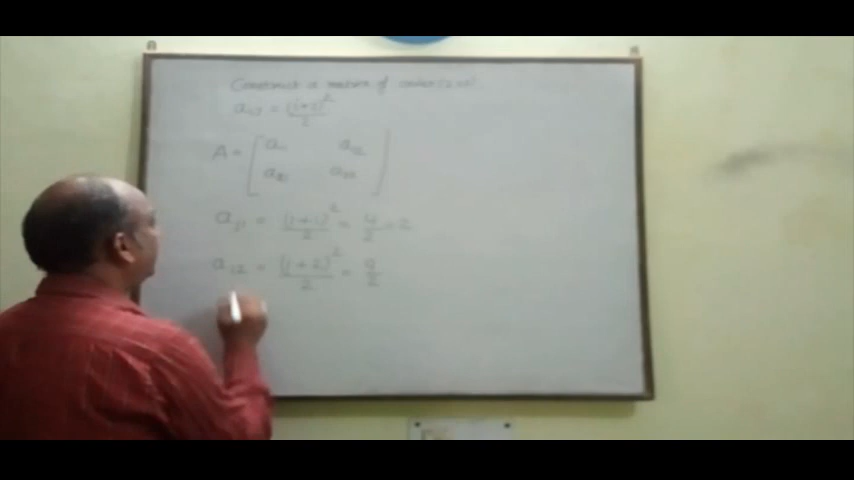 Construct a matrix of order (2×2)
aij = (i+j)²/2
A = [ a11 a12
a21 a22 ]
a11 = (1+1)²/2 = 4/2 = 2
a12 = (1+2)²/2 = 9/2